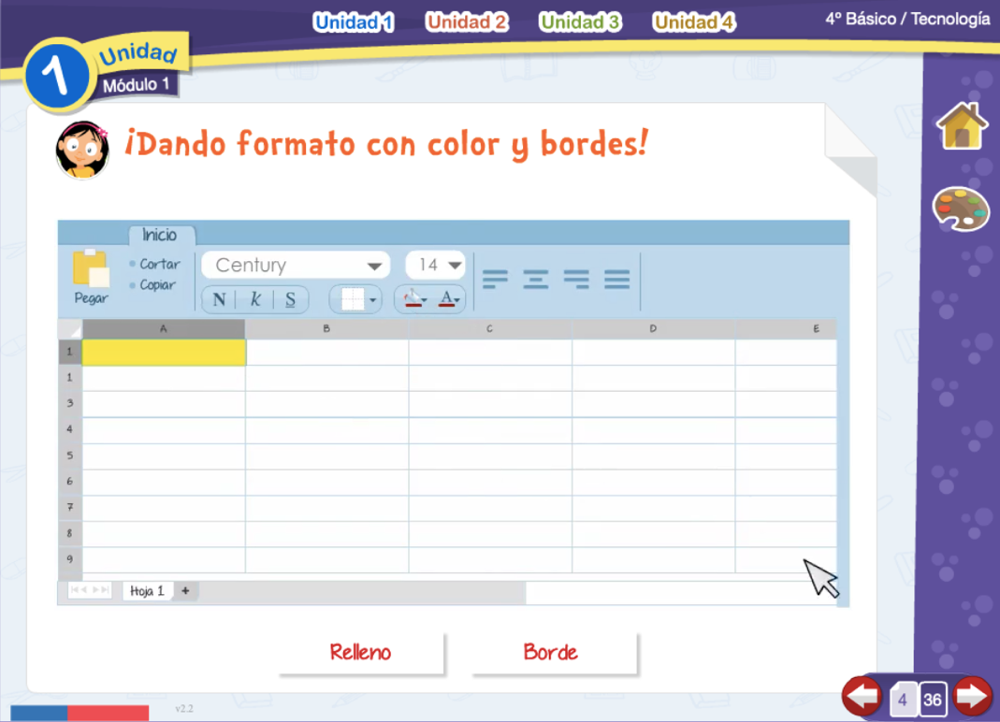 Unidad 1 Unidad 2 Unidad 3 Unidad 4 4º Básico / Tecnología
1 Unidad
Módulo 1
¡Dando formato con color y bordes!
Inicio
Pegar
Cortar
Copiar
Century 14
N k S A
A B C D E
1
1
3
4
5
6
7
8
9
Hoja 1 +
Relleno Borde
4 36
v2.2